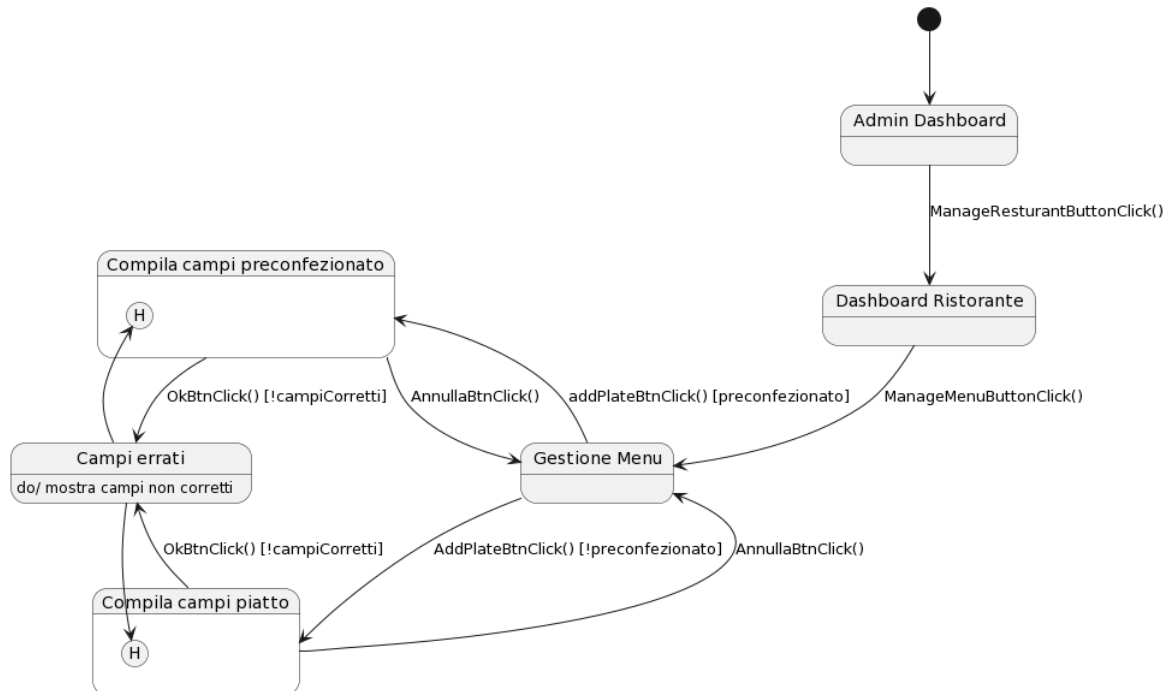 Admin Dashboard
ManageResturantButtonClick()
Compila campi preconfezionato
H
Dashboard Ristorante
OkBtnClick() [!campiCorretti]
AnnullaBtnClick()
addPlateBtnClick() [preconfezionato]
ManageMenuButtonClick()
Campi errati
do/ mostra campi non corretti
Gestione Menu
OkBtnClick() [!campiCorretti]
AddPlateBtnClick() [!preconfezionato]
AnnullaBtnClick()
Compila campi piatto
H